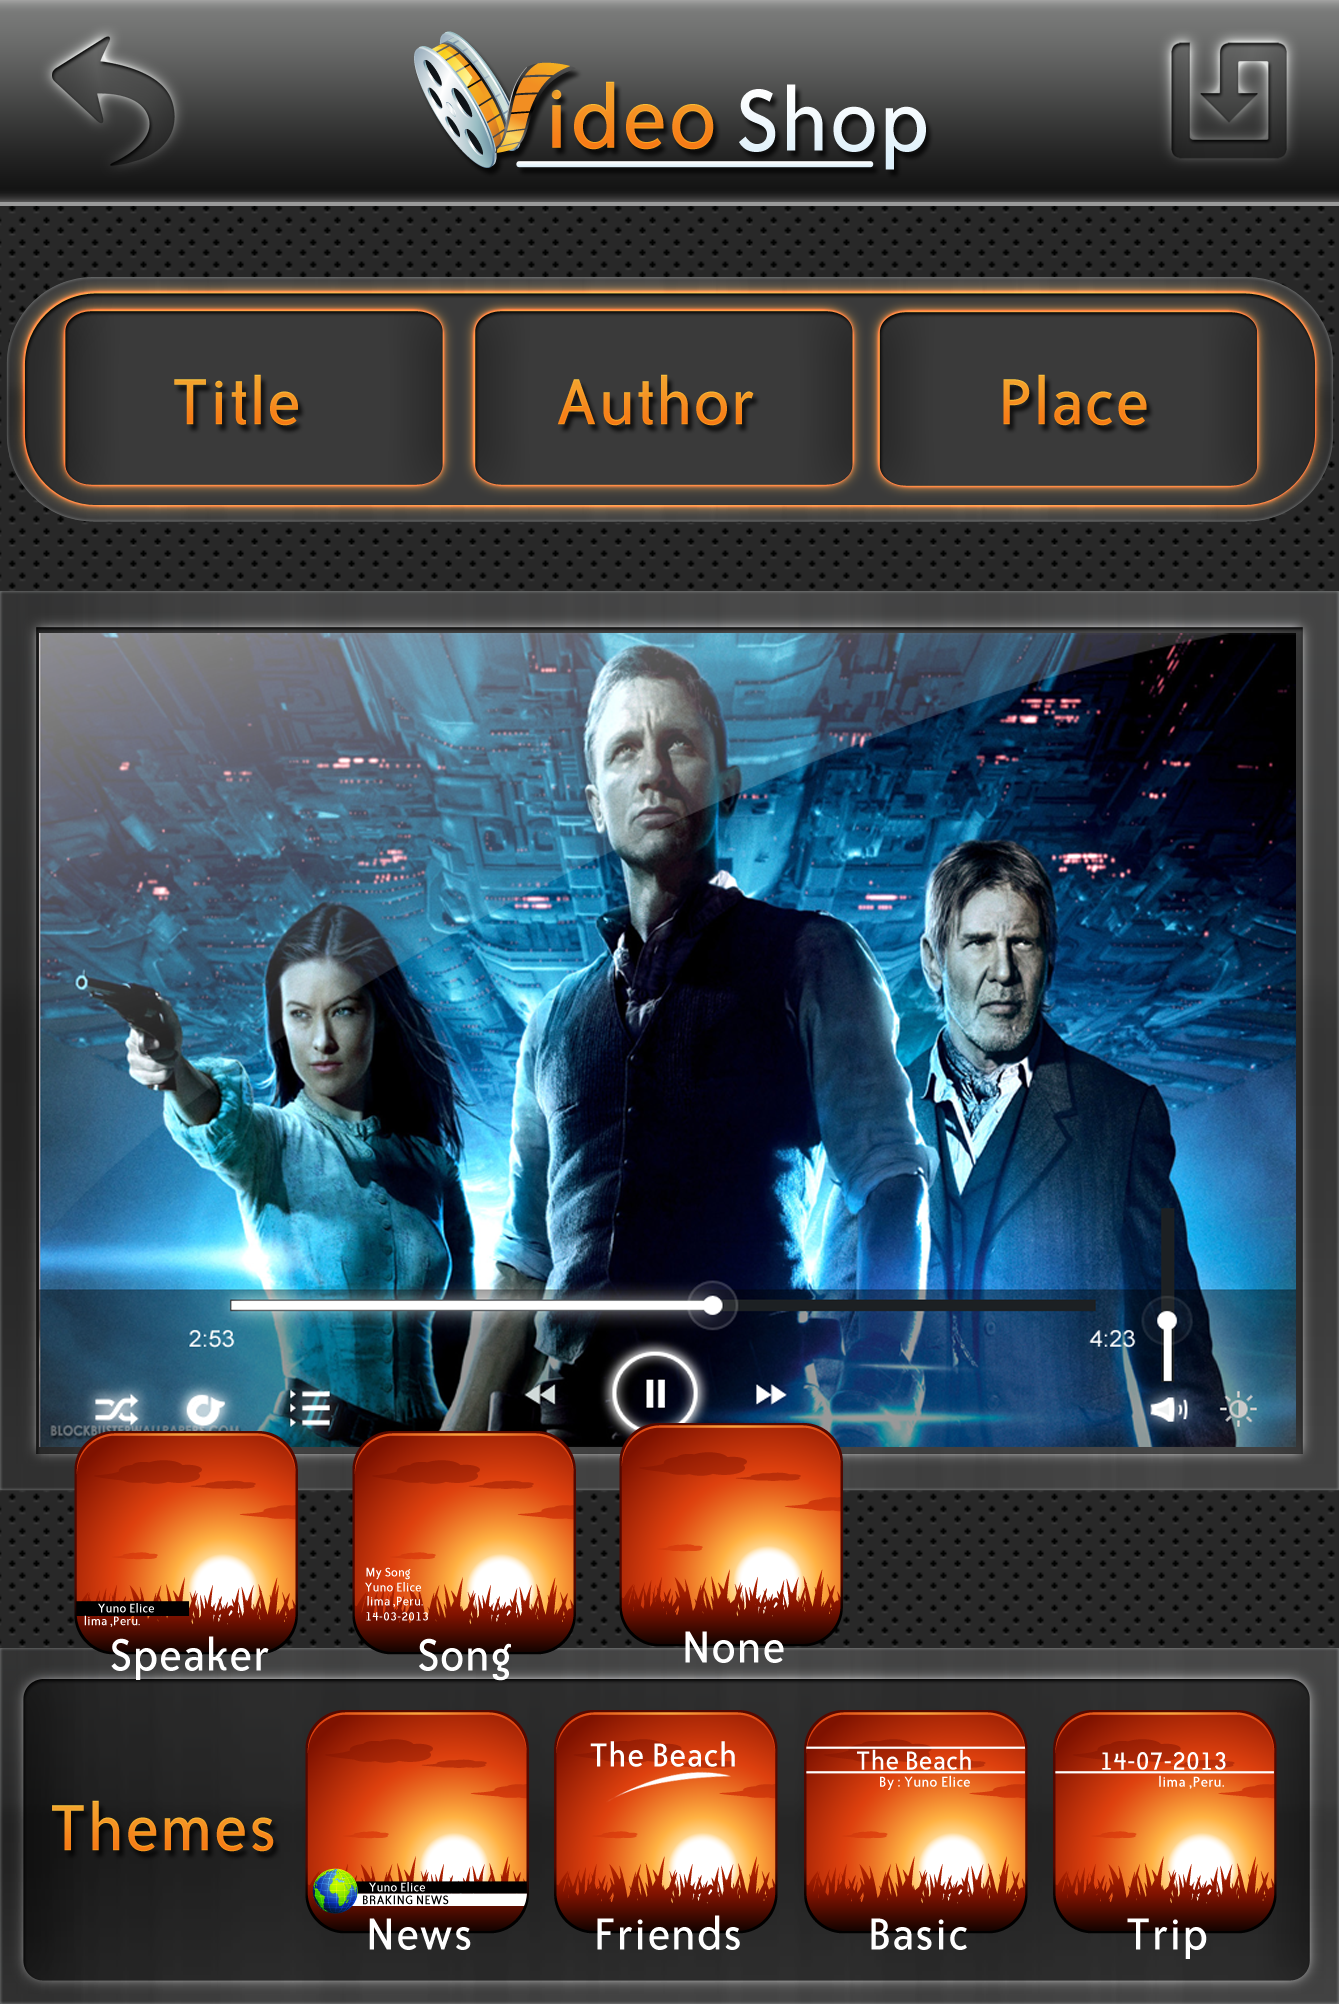 Video Shop
Title
Author
Place
2:53
4:23
BLOCKBUSTERWALLPAPERS.COM
Yuno Elice
lima ,Peru.
Speaker
My Song
Yuno Elice
lima ,Peru.
14-03-2013
Song
None
Themes
Yuno Elice
BRAKING NEWS
News
The Beach
Friends
The Beach
By : Yuno Elice
Basic
14-07-2013
lima ,Peru.
Trip